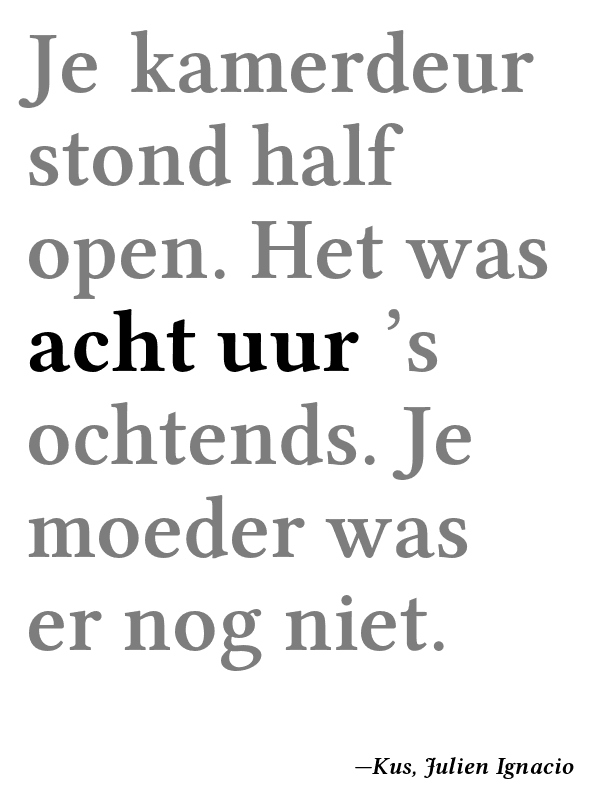 Je kamerdeur
stond half
open. Het was
acht uur ’s
ochtends. Je
moeder was
er nog niet.
—Kus, Julien Ignacio